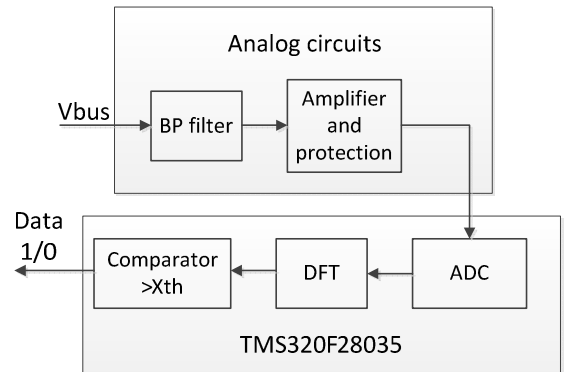 Analog circuits
Vbus
BP filter
Amplifier
and
protection
Data
1/0
Comparator
>Xth
DFT
ADC
TMS320F28035